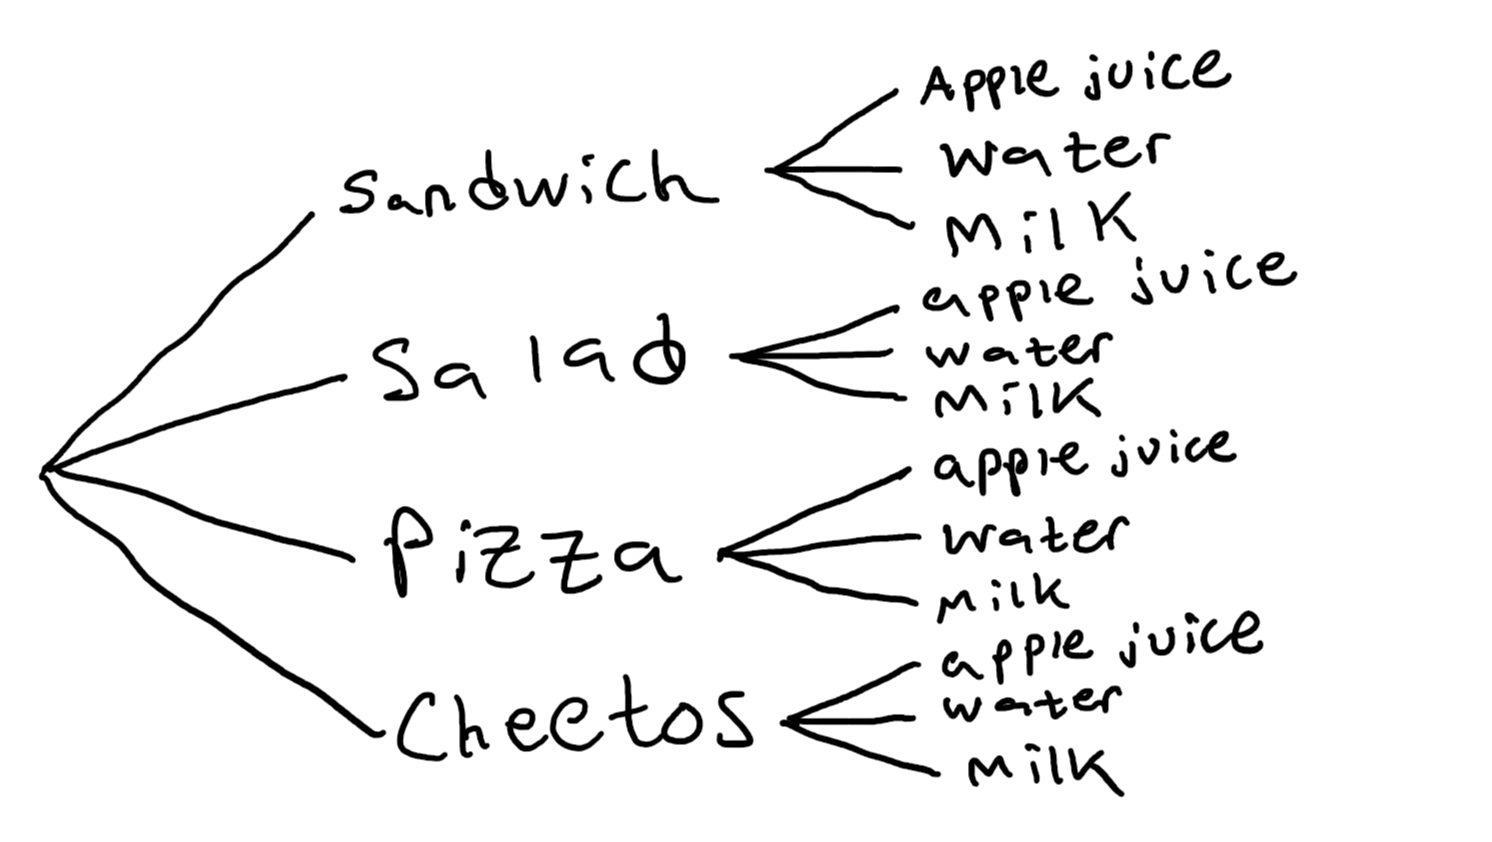 Sandwich
Apple juice
water
Milk
Salad
apple juice
water
Milk
Pizza
apple juice
water
Milk
Cheetos
apple juice
water
Milk